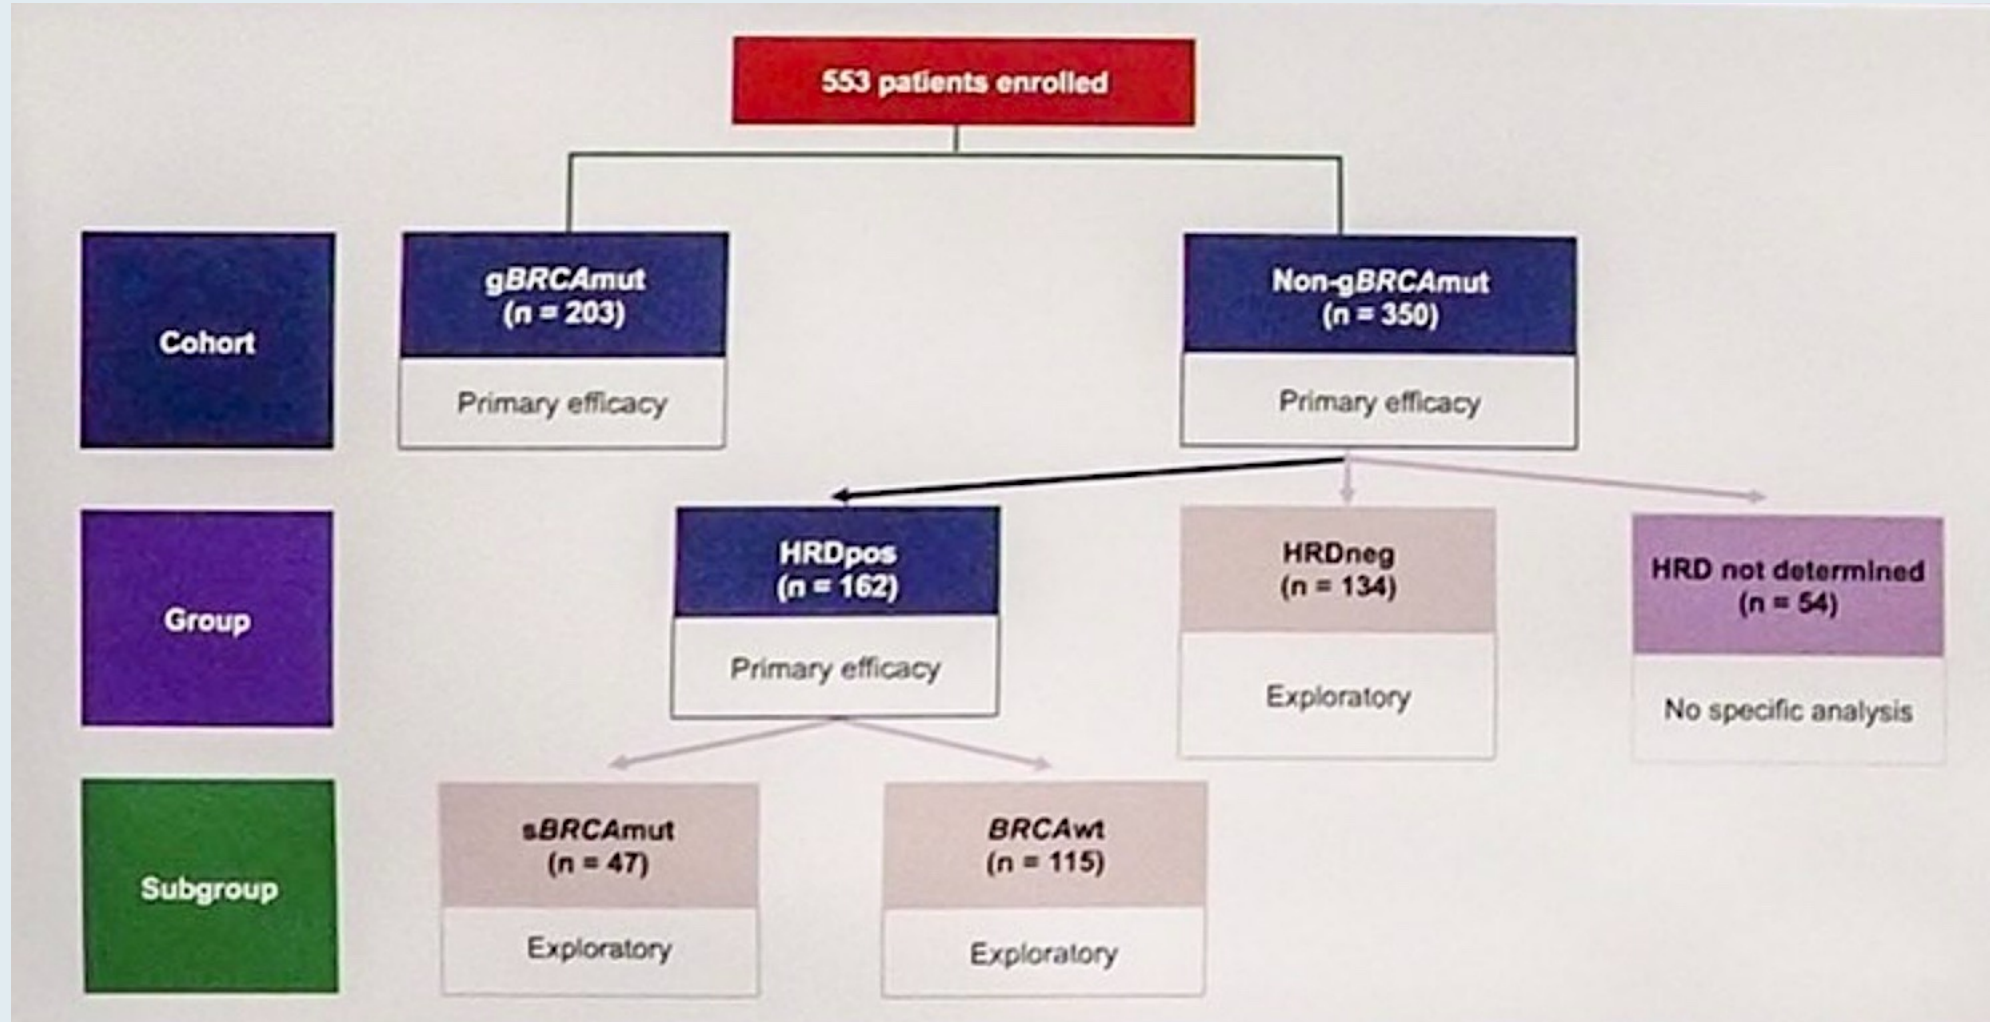 553 patients enrolled
Cohort
gBRCAmut
(n = 203)
Primary efficacy
Non-gBRCAmut
(n = 350)
Primary efficacy
Group
HRDpos
(n = 162)
Primary efficacy
HRDneg
(n = 134)
Exploratory
HRD not determined
(n = 54)
No specific analysis
Subgroup
sBRCAmut
(n = 47)
Exploratory
BRCAwt
(n = 115)
Exploratory